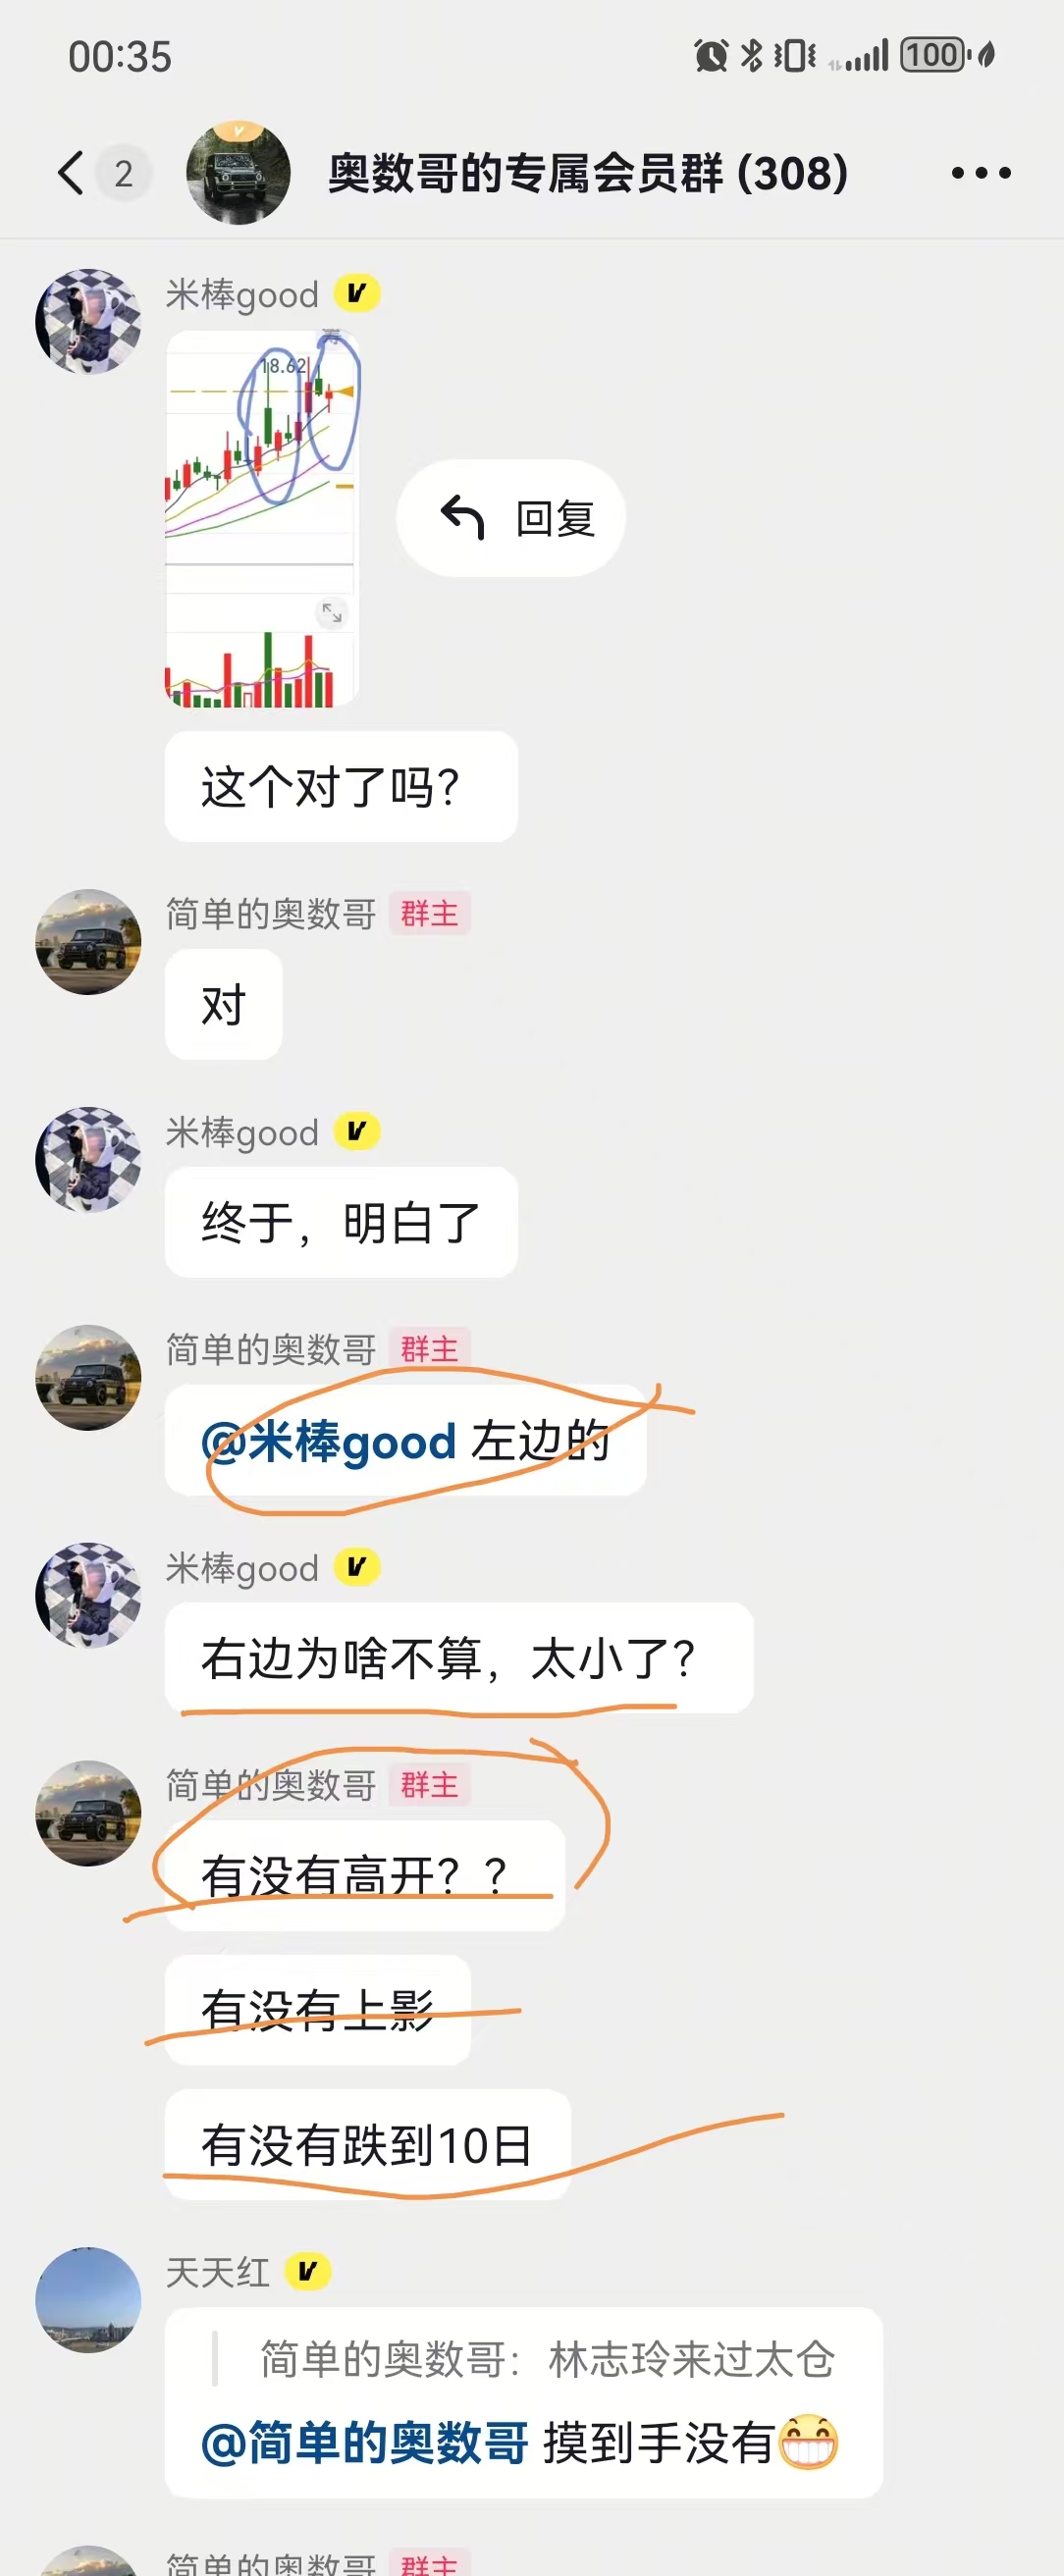 00:35
100
2
奥数哥的专属会员群 (308)
米棒good
18.62
回复
这个对了吗？
简单的奥数哥 群主
对
米棒good
终于，明白了
简单的奥数哥 群主
@米棒good 左边的
米棒good
右边为啥不算，太小了？
简单的奥数哥 群主
有没有高开？？
有没有上影
有没有跌到10日
天天红
简单的奥数哥：林志玲来过太仓
@简单的奥数哥 摸到手没有
简单的奥数哥 群主